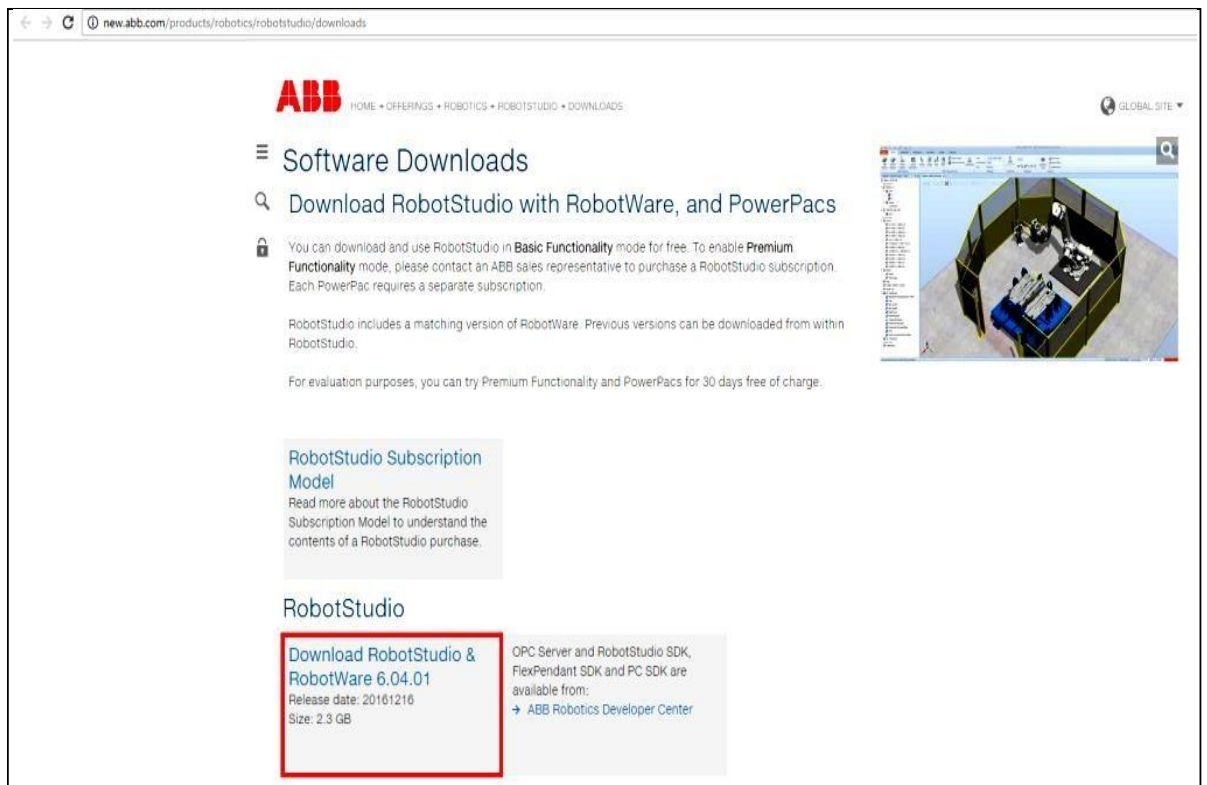 new.abb.com/products/robotics/robotstudio/downloads
ABB
HOME + OFFERINGS + ROBOTICS + ROBOTSTUDIO + DOWNLOADS
GLOBAL SITE
Software Downloads
Download RobotStudio with RobotWare, and PowerPacs
You can download and use RobotStudio in Basic Functionality mode for free. To enable Premium
Functionality mode, please contact an ABB sales representative to purchase a RobotStudio subscription.
Each PowerPac requires a separate subscription.
RobotStudio includes a matching version of RobotWare. Previous versions can be downloaded from within
RobotStudio.
For evaluation purposes, you can try Premium Functionality and PowerPacs for 30 days free of charge.
RobotStudio Subscription
Model
Read more about the RobotStudio
Subscription Model to understand the
contents of a RobotStudio purchase.
RobotStudio
Download RobotStudio &
RobotWare 6.04.01
Release date: 20161216
Size: 2.3 GB
OPC Server and RobotStudio SDK,
FlexPendant SDK and PC SDK are
available from:
→ ABB Robotics Developer Center